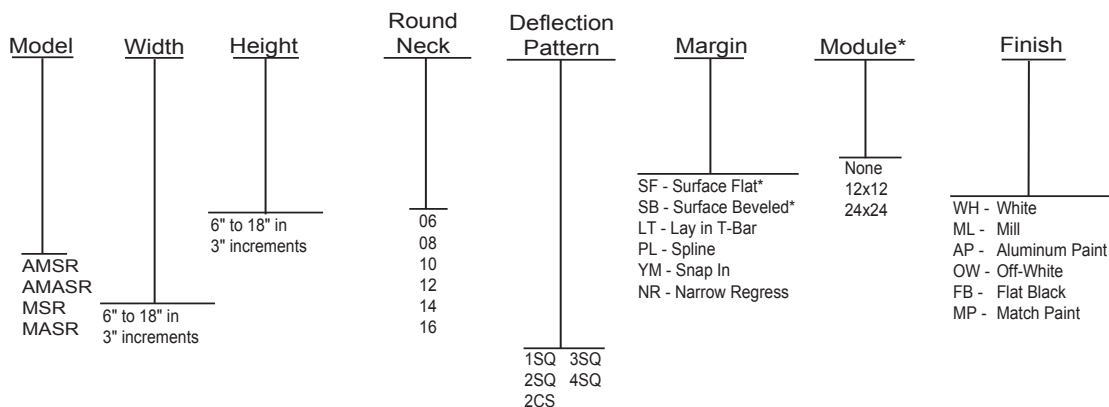 Model
Width
Height
Round
Neck
Deflection
Pattern
Margin
Module*
Finish
AMSR
AMASR
MSR
MASR
6" to 18" in
3" increments
6" to 18" in
3" increments
06
08
10
12
14
16
1SQ 3SQ
2SQ 4SQ
2CS
SF - Surface Flat*
SB - Surface Beveled*
LT - Lay in T-Bar
PL - Spline
YM - Snap In
NR - Narrow Regress
None
12x12
24x24
WH - White
ML - Mill
AP - Aluminum Paint
OW - Off-White
FB - Flat Black
MP - Match Paint